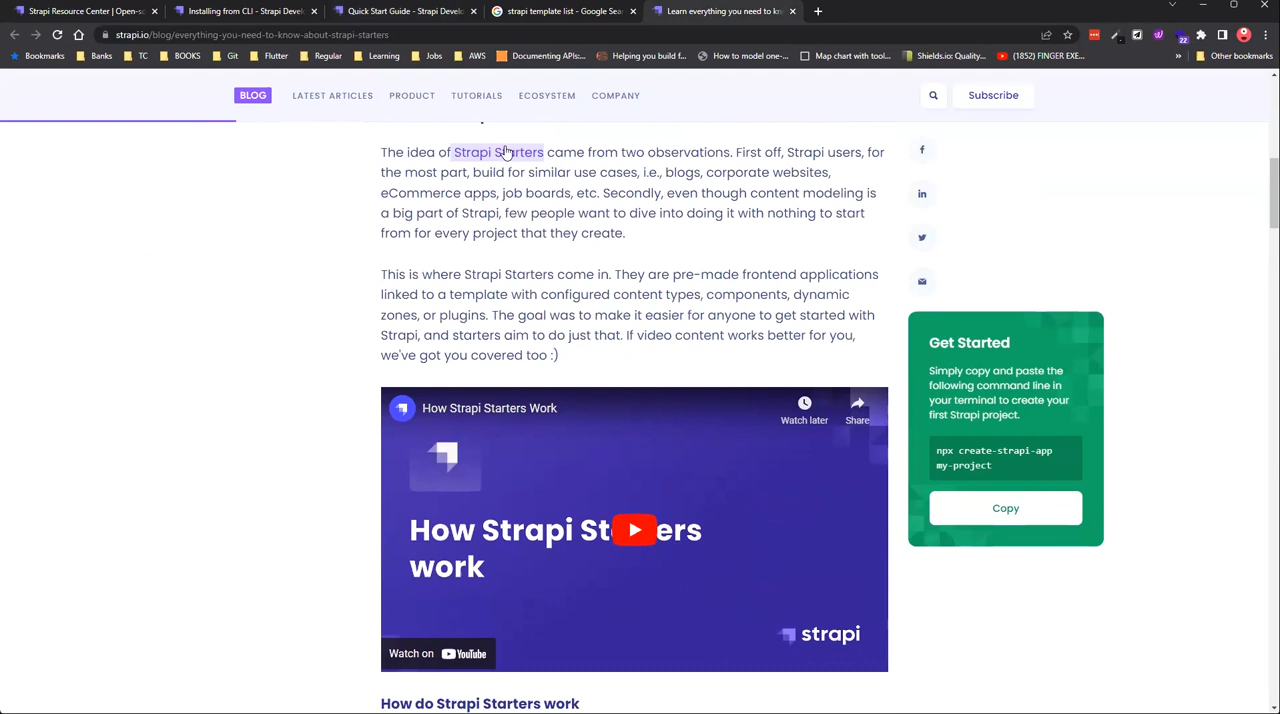 Strapi Resource Center | Open-sc
Installing from CLI - Strapi Devel
Quick Start Guide - Strapi Develo
strapi template list - Google Sear
Learn everything you need to kn
strapi.io/blog/everything-you-need-to-know-about-strapi-starters
Bookmarks Banks TC BOOKS Git Flutter Regular Learning Jobs AWS Documenting APIs:... Helping you build f... How to model one-... Map chart with tool... Shields.io: Quality... (1852) FINGER EXE... » Other bookmarks
22
BLOG LATEST ARTICLES PRODUCT TUTORIALS ECOSYSTEM COMPANY Subscribe
The idea of Strapi Starters came from two observations. First off, Strapi users, for
the most part, build for similar use cases, i.e., blogs, corporate websites,
eCommerce apps, job boards, etc. Secondly, even though content modeling is
a big part of Strapi, few people want to dive into doing it with nothing to start
from for every project that they create.
This is where Strapi Starters come in. They are pre-made frontend applications
linked to a template with configured content types, components, dynamic
zones, or plugins. The goal was to make it easier for anyone to get started with
Strapi, and starters aim to do just that. If video content works better for you,
we've got you covered too :)
How Strapi Starters Work
Watch later
Share
How Strapi Starters
work
strapi
Watch on YouTube
How do Strapi Starters work
Get Started
Simply copy and paste the
following command line in
your terminal to create your
first Strapi project.
npx create-strapi-app
my-project
Copy